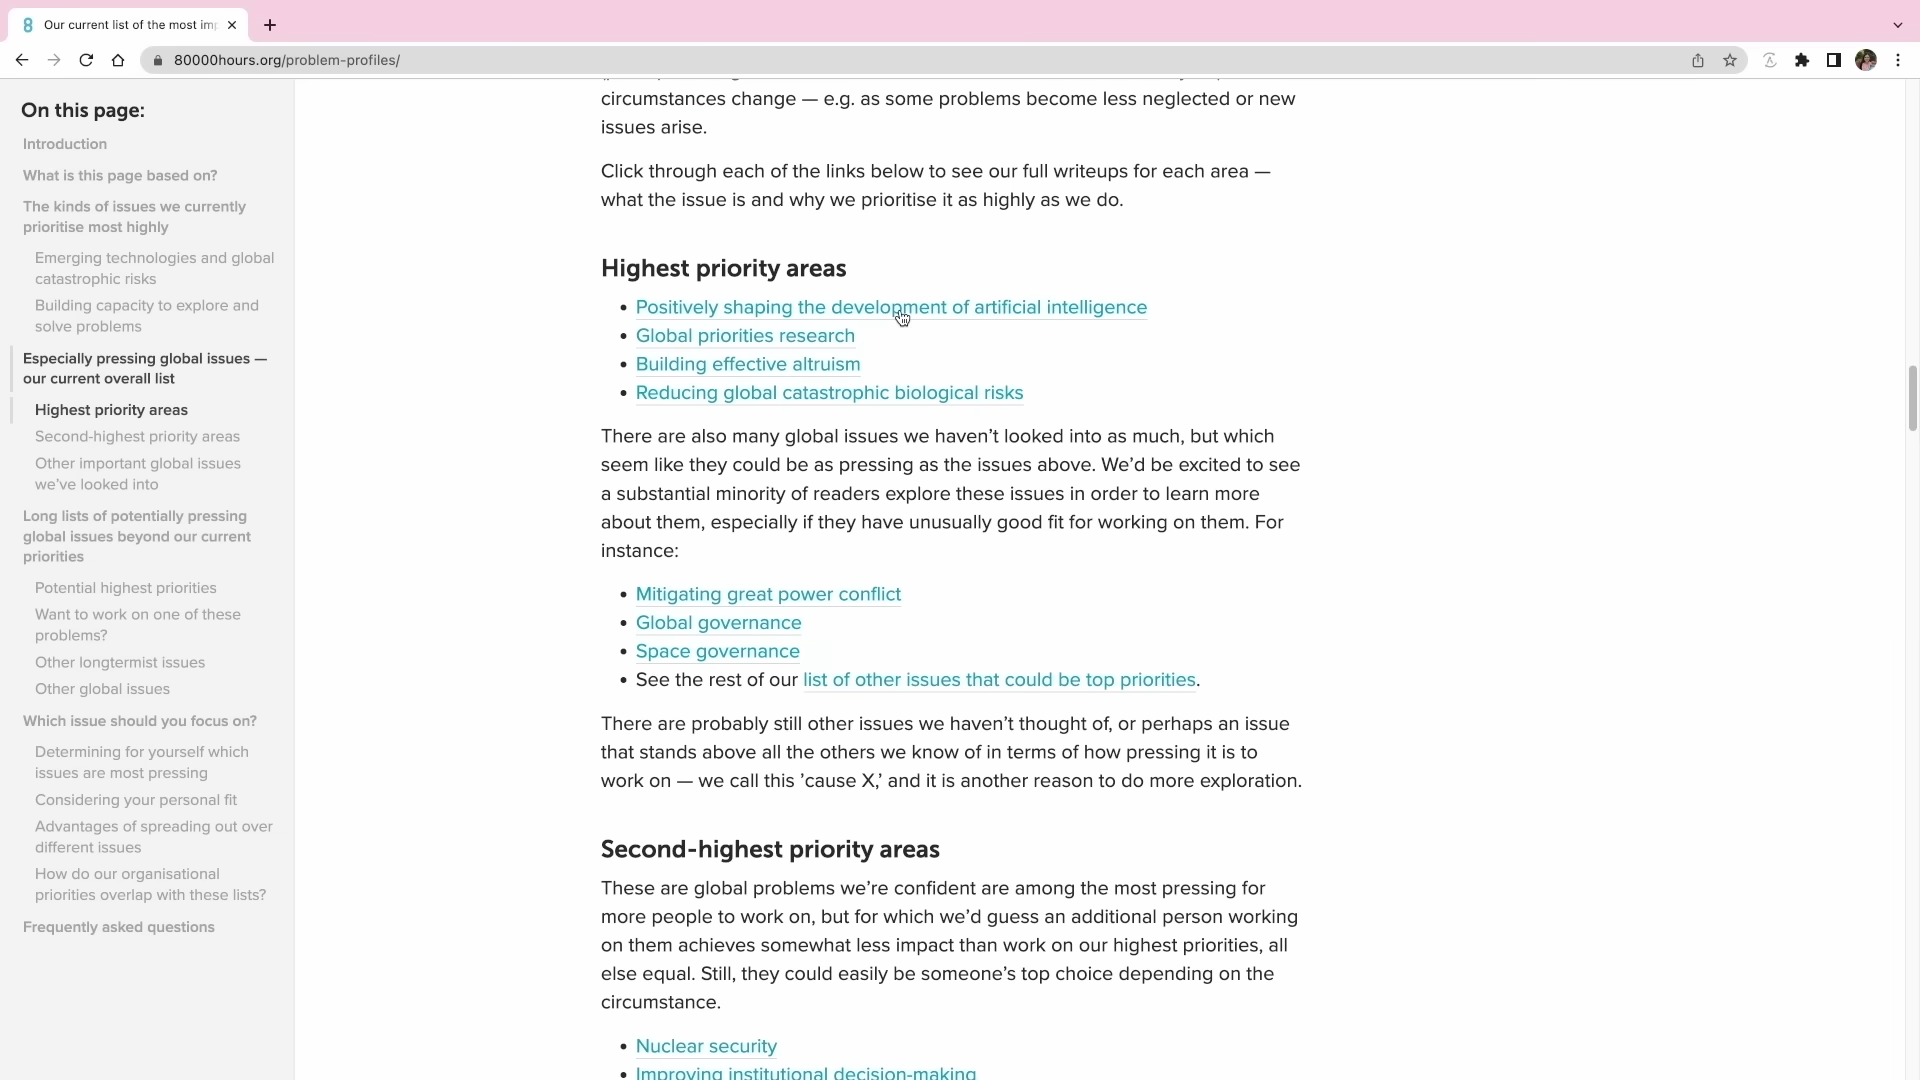 Our current list of the most im
80000hours.org/problem-profiles/
On this page:
Introduction
What is this page based on?
The kinds of issues we currently
prioritise most highly
Emerging technologies and global
catastrophic risks
Building capacity to explore and
solve problems
Especially pressing global issues —
our current overall list
Highest priority areas
Second-highest priority areas
Other important global issues
we’ve looked into
Long lists of potentially pressing
global issues beyond our current
priorities
Potential highest priorities
Want to work on one of these
problems?
Other longtermist issues
Other global issues
Which issue should you focus on?
Determining for yourself which
issues are most pressing
Considering your personal fit
Advantages of spreading out over
different issues
How do our organisational
priorities overlap with these lists?
Frequently asked questions
circumstances change — e.g. as some problems become less neglected or new
issues arise.
Click through each of the links below to see our full writeups for each area —
what the issue is and why we prioritise it as highly as we do.
Highest priority areas
• Positively shaping the development of artificial intelligence
• Global priorities research
• Building effective altruism
• Reducing global catastrophic biological risks
There are also many global issues we haven’t looked into as much, but which
seem like they could be as pressing as the issues above. We’d be excited to see
a substantial minority of readers explore these issues in order to learn more
about them, especially if they have unusually good fit for working on them. For
instance:
• Mitigating great power conflict
• Global governance
• Space governance
• See the rest of our list of other issues that could be top priorities.
There are probably still other issues we haven’t thought of, or perhaps an issue
that stands above all the others we know of in terms of how pressing it is to
work on — we call this ’cause X,’ and it is another reason to do more exploration.
Second-highest priority areas
These are global problems we’re confident are among the most pressing for
more people to work on, but for which we’d guess an additional person working
on them achieves somewhat less impact than work on our highest priorities, all
else equal. Still, they could easily be someone’s top choice depending on the
circumstance.
• Nuclear security
• Improving institutional decision-making